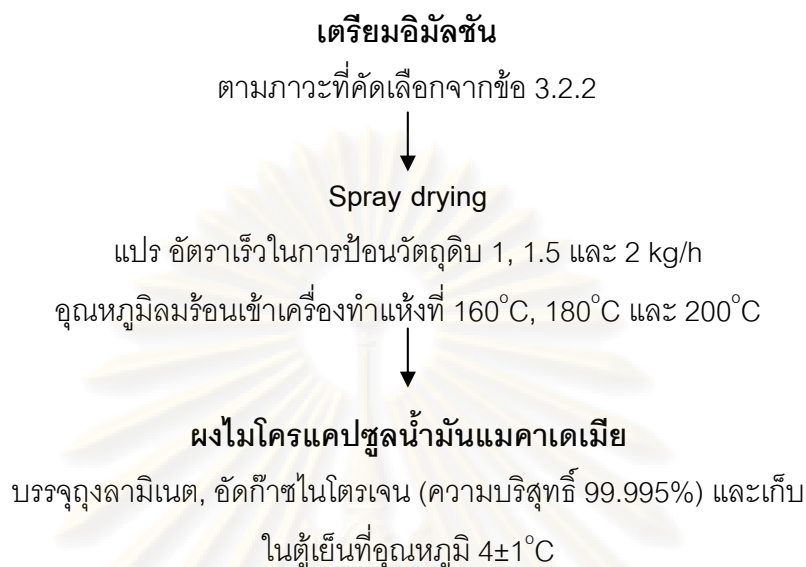 เตรียมอิมัลชัน
ตามภาวะที่คัดเลือกจากข้อ 3.2.2
Spray drying
แปร อัตราเร็วในการป้อนวัตถุดิบ 1, 1.5 และ 2 kg/h
อุณหภูมิลมร้อนเข้าเครื่องทำแห้งที่ 160°C, 180°C และ 200°C
ผงไมโครแคปซูลน้ำมันแมคาเดเมีย
บรรจุถุงลามิเนต, อัดก๊าซไนโตรเจน (ความบริสุทธิ์ 99.995%) และเก็บ
ในตู้เย็นที่อุณหภูมิ 4±1°C